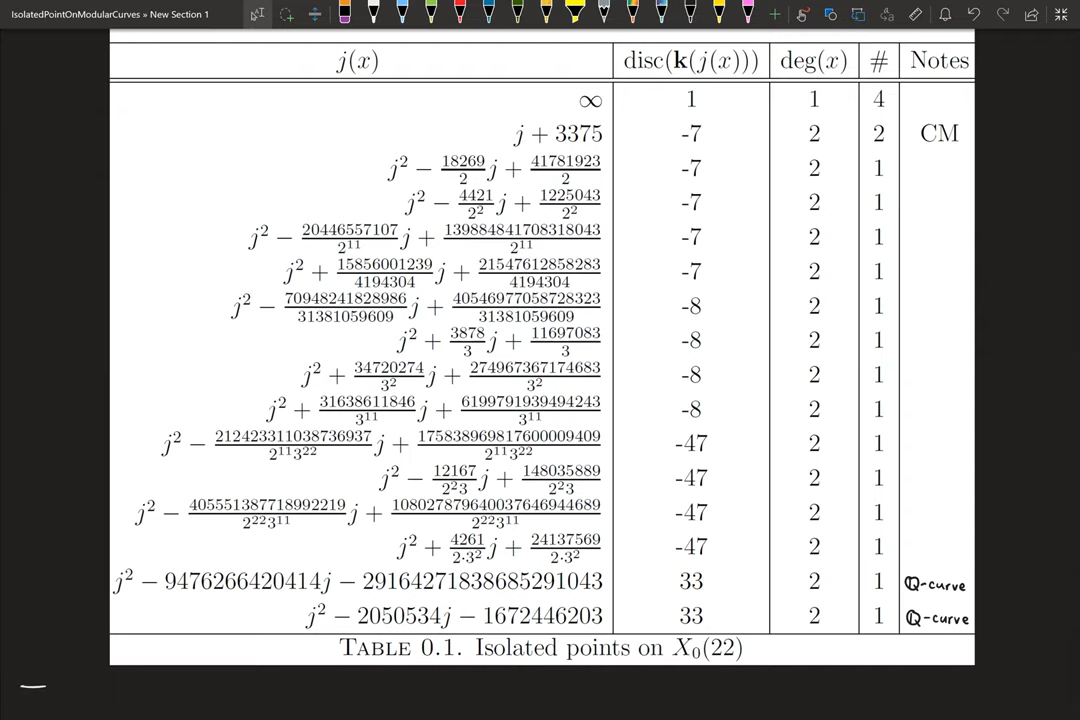 IsolatedPointOnModularCurves » New Section 1
j(x) disc(k(j(x))) deg(x) # Notes
∞ 1 1 4
j + 3375 -7 2 2 CM
j² − 18269/2 j + 41781923/2 -7 2 1
j² − 4421/2² j + 1225043/2² -7 2 1
j² − 20446557107/2¹¹ j + 139884841708318043/2¹¹ -7 2 1
j² + 15856001239/4194304 j + 21547612858283/4194304 -7 2 1
j² − 70948241828986/31381059609 j + 40546977058728323/31381059609 -8 2 1
j² + 3878/3 j + 11697083/3 -8 2 1
j² + 34720274/3² j + 274967367174683/3² -8 2 1
j² + 31638611846/3¹¹ j + 6199791939494243/3¹¹ -8 2 1
j² − 212423311038736937/2¹¹3²² j + 175838969817600009409/2¹¹3²² -47 2 1
j² − 12167/2²3 j + 148035889/2²3 -47 2 1
j² − 405551387718992219/2²²3¹¹ j + 1080278796400376469 44689/2²²3¹¹ -47 2 1
j² + 4261/2·3² j + 24137569/2·3² -47 2 1
j² − 9476266420414j − 29164271838685291043 33 2 1 Q-curve
j² − 2050534j − 1672446203 33 2 1 Q-curve
TABLE 0.1. Isolated points on X₀(22)